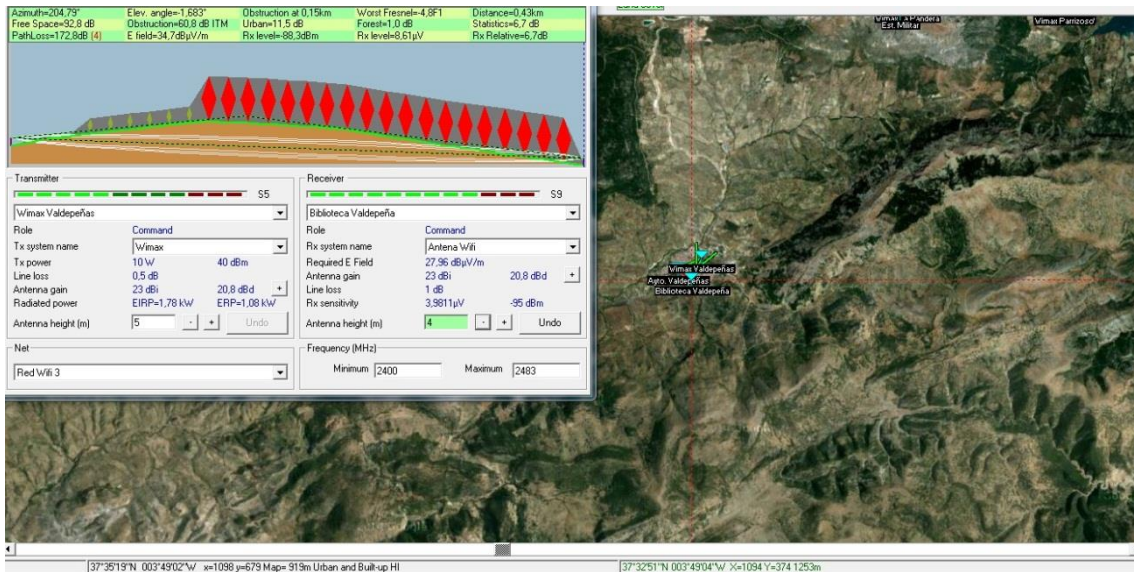 Azimuth=204,79° Elev. angle=-1,683° Obstruction at 0,15km Worst Fresnel=-4,8F1 Distance=0,43km
Free Space=92,8 dB Obstruction=60,8 dB ITM Urban=11,5 dB Forest=1,0 dB Statistics=6,7 dB
PathLoss=172,8dB (4) E field=34,7dBµV/m Rx level=-88,3dBm Rx level=8,61µV Rx Relative=6,7dB
Transmitter
S5
Wimax Valdepeñas
Role Command
Tx system name Wimax
Tx power 10 W 40 dBm
Line loss 0,5 dB
Antenna gain 23 dBi 20,8 dBd +
Radiated power EIRP=1,78 kW ERP=1,08 kW
Antenna height (m) 5 - + Undo
Net
Red Wifi 3
Receiver
S9
Biblioteca Valdepeña
Role Command
Rx system name Antena Wifi
Required E Field 27,96 dBµV/m
Antenna gain 23 dBi 20,8 dBd +
Line loss 1 dB
Rx sensitivity 3,9811µV -95 dBm
Antenna height (m) 4 - + Undo
Frequency (MHz)
Minimum 2400 Maximum 2483
Est. Militar
Wimax Parrizoso
Wimax Valdepeñas
Ayto. Valdepeñas
Biblioteca Valdepeña
37°35'19"N 003°49'02"W x=1098 y=679 Map= 919m Urban and Built-up HI
37°32'51"N 003°49'04"W X=1094 Y=374 1253m